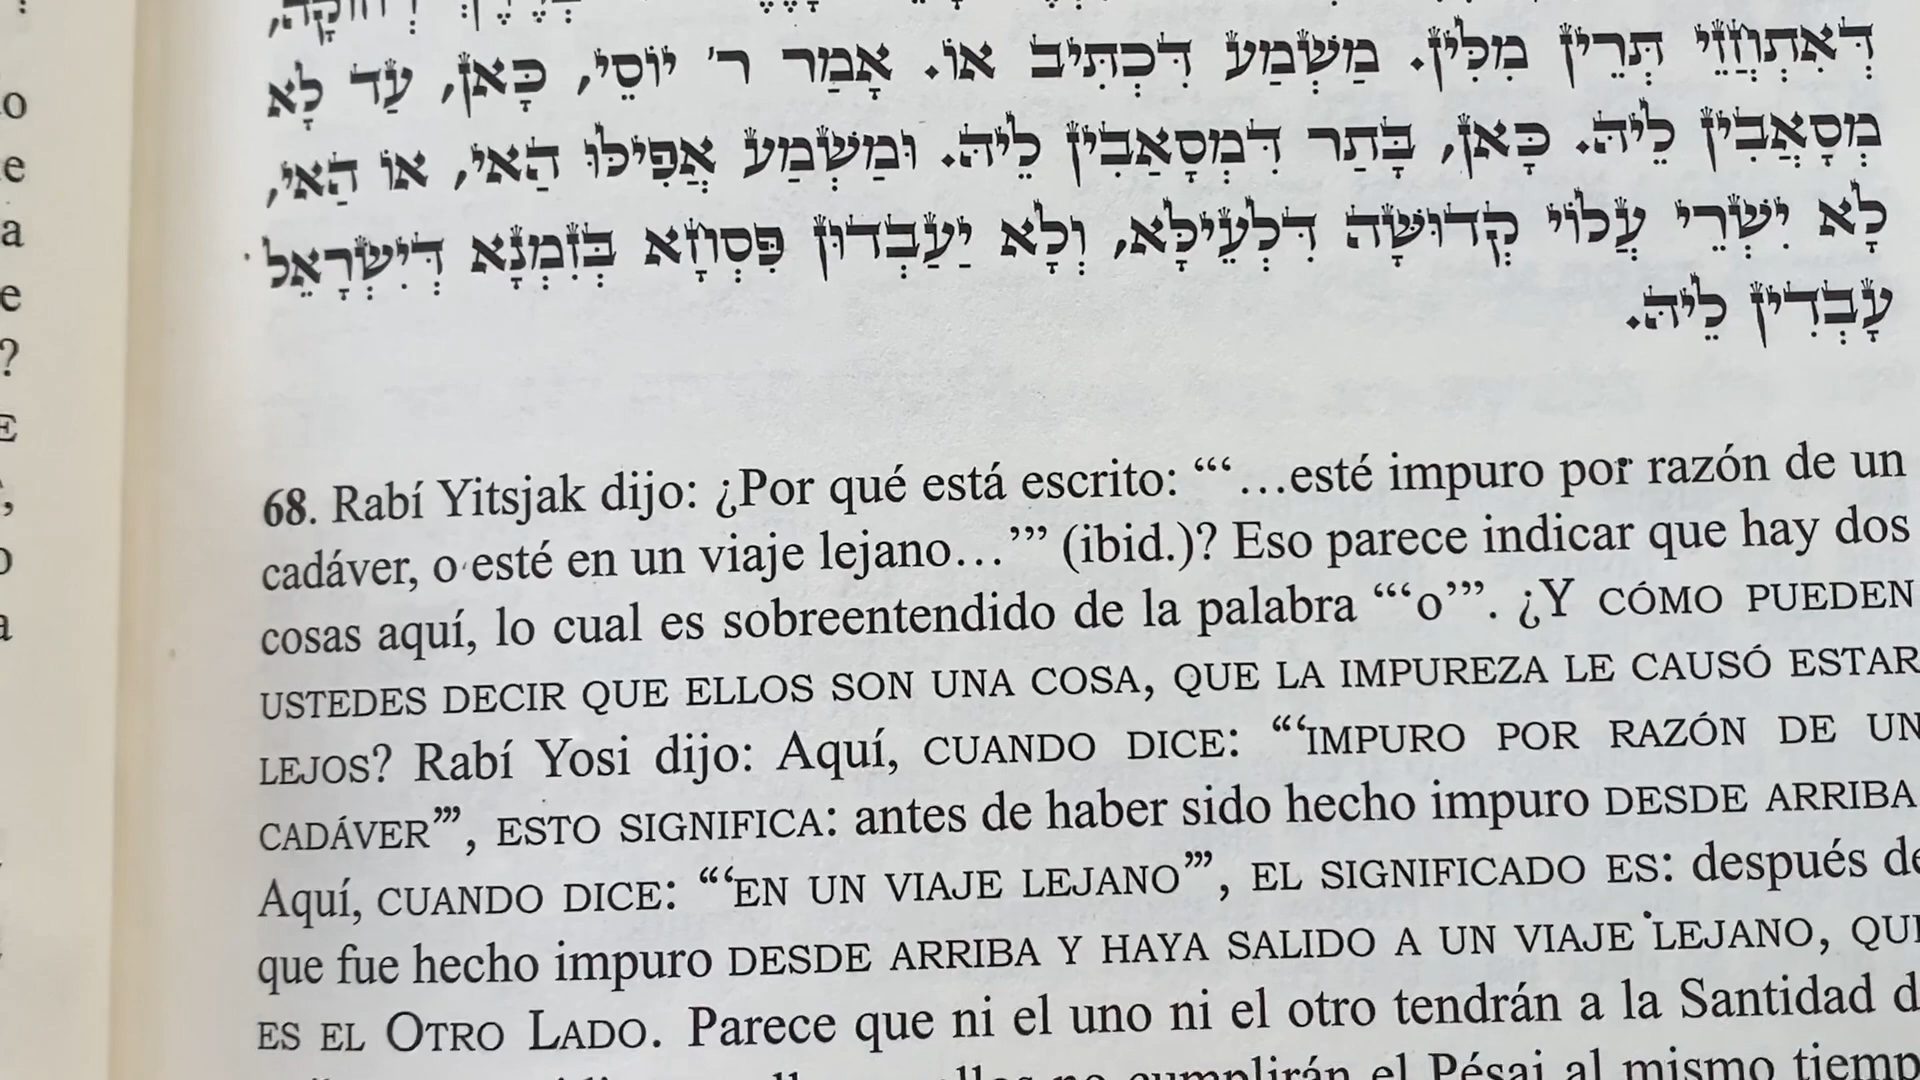 דְּאִתְחֲזֵי תְּרֵין מִלִּין. מַשְׁמַע דִּכְתִּיב אוֹ. אָמַר ר' יוֹסֵי, כָּאן, עַד לָא
מְסָאֲבִין לֵיהּ. כָּאן, בָּתַר דִּמְסָאֲבִין לֵיהּ. וּמַשְׁמַע אֲפִילּוּ הַאי, אוֹ הַאי,
לָא יִשְׁרֵי עֲלוֹי קְדוּשָּׁה דִּלְעֵילָּא, וְלָא יַעַבְדוּן פִּסְחָא בְּזִמְנָא דְּיִשְׂרָאֵל
עָבְדִין לֵיהּ.
68. Rabí Yitsjak dijo: ¿Por qué está escrito: “‘…esté impuro por razón de un
cadáver, o esté en un viaje lejano…’” (ibid.)? Eso parece indicar que hay dos
cosas aquí, lo cual es sobreentendido de la palabra “‘o’”. ¿Y CÓMO PUEDEN
USTEDES DECIR QUE ELLOS SON UNA COSA, QUE LA IMPUREZA LE CAUSÓ ESTAR
LEJOS? Rabí Yosi dijo: Aquí, CUANDO DICE: “‘IMPURO POR RAZÓN DE UN
CADÁVER’”, ESTO SIGNIFICA: antes de haber sido hecho impuro DESDE ARRIBA
Aquí, CUANDO DICE: “‘EN UN VIAJE LEJANO’”, EL SIGNIFICADO ES: después de
que fue hecho impuro DESDE ARRIBA Y HAYA SALIDO A UN VIAJE LEJANO, QUE
ES EL OTRO LADO. Parece que ni el uno ni el otro tendrán a la Santidad
cumplirán el Pésaj al mismo